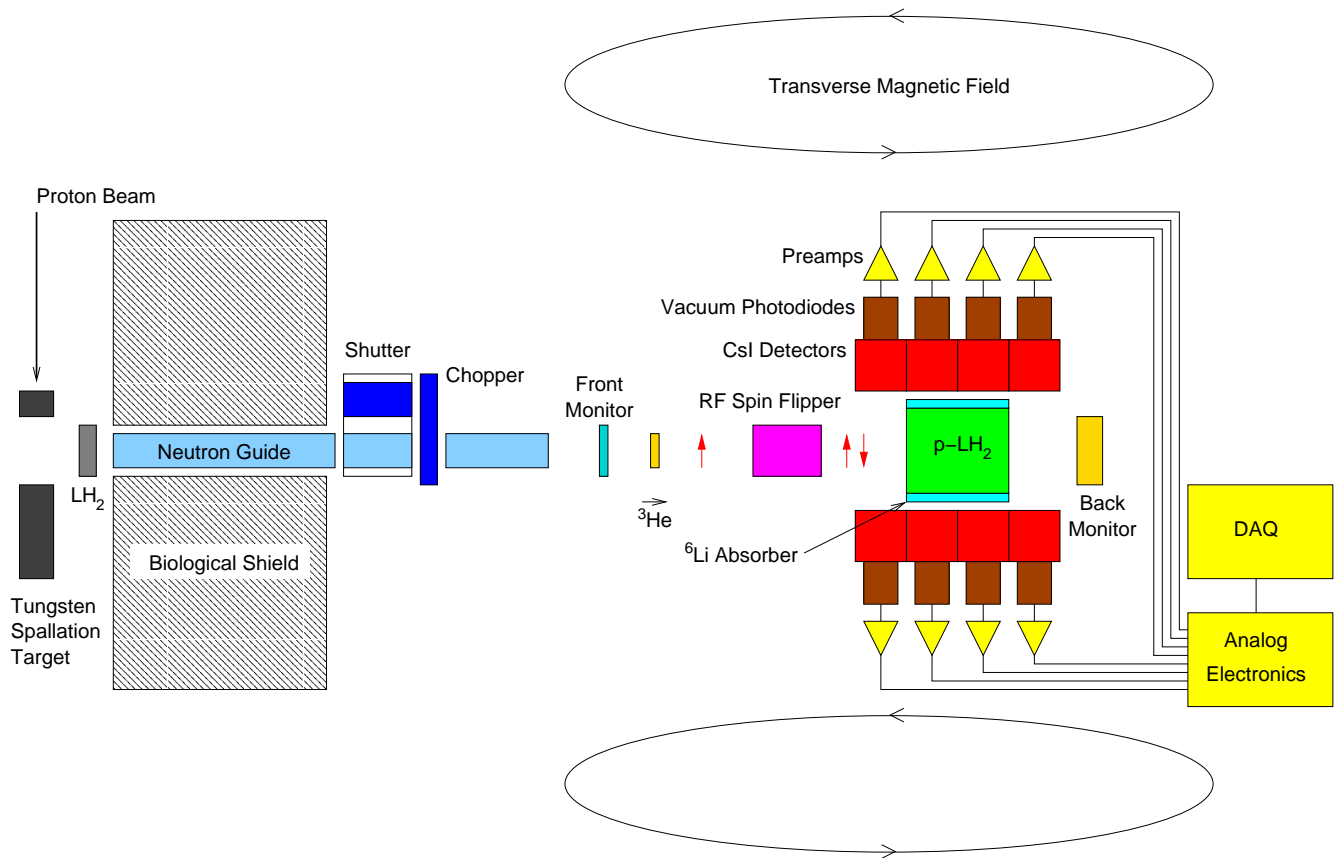 Transverse Magnetic Field
Proton Beam
Preamps
Vacuum Photodiodes
CsI Detectors
Shutter
Chopper
Front
Monitor
RF Spin Flipper
Neutron Guide
p−LH2
LH2
3He
Back
Monitor
6Li Absorber
Biological Shield
DAQ
Tungsten
Spallation
Target
Analog
Electronics